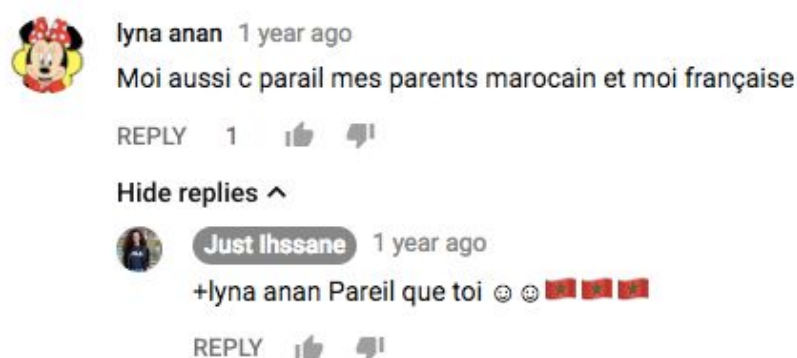 lyna anan 1 year ago
Moi aussi c parail mes parents marocain et moi française
REPLY 1
Hide replies
Just Ihssane 1 year ago
+lyna anan Pareil que toi ☺☺🇲🇦🇲🇦🇲🇦
REPLY